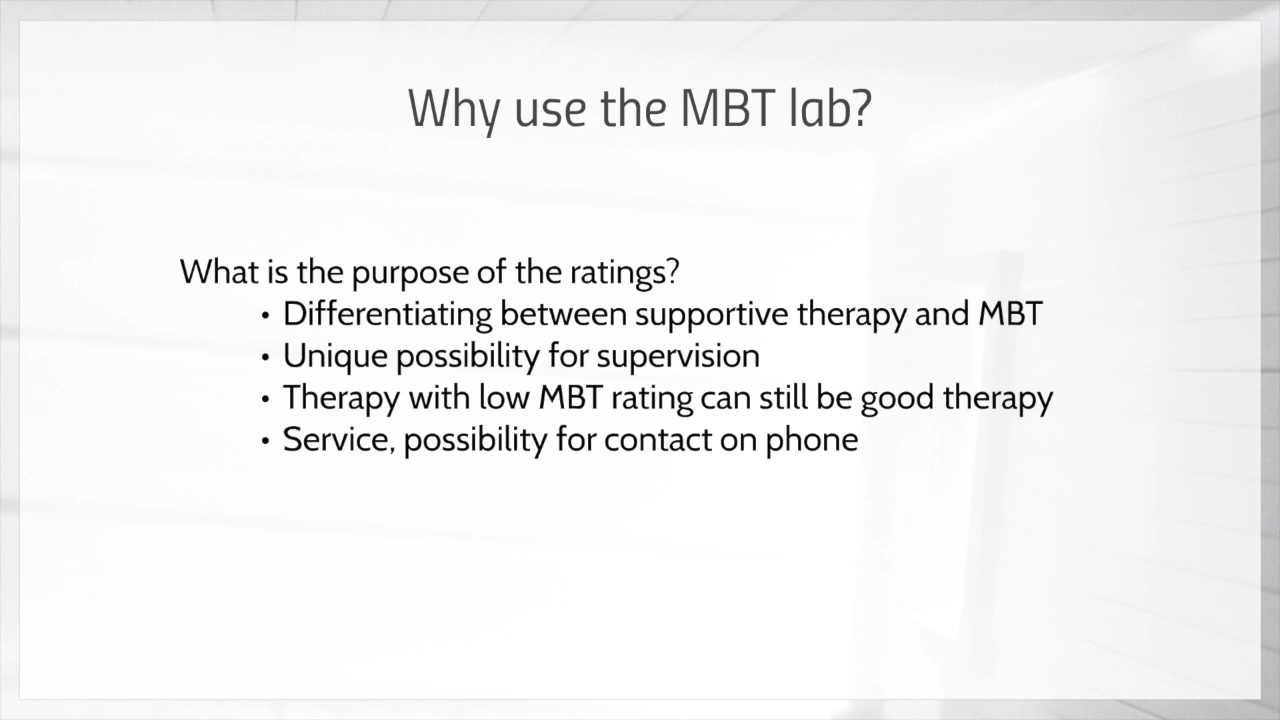 Why use the MBT lab?
What is the purpose of the ratings?
• Differentiating between supportive therapy and MBT
• Unique possibility for supervision
• Therapy with low MBT rating can still be good therapy
• Service, possibility for contact on phone